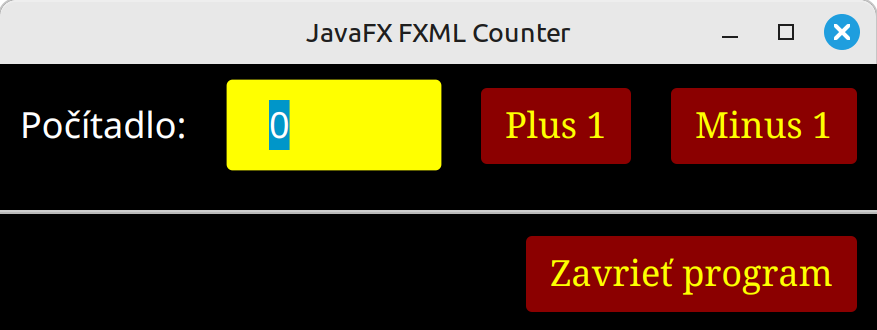 JavaFX FXML Counter
Počítadlo: 0 Plus 1 Minus 1
Zavrieť program